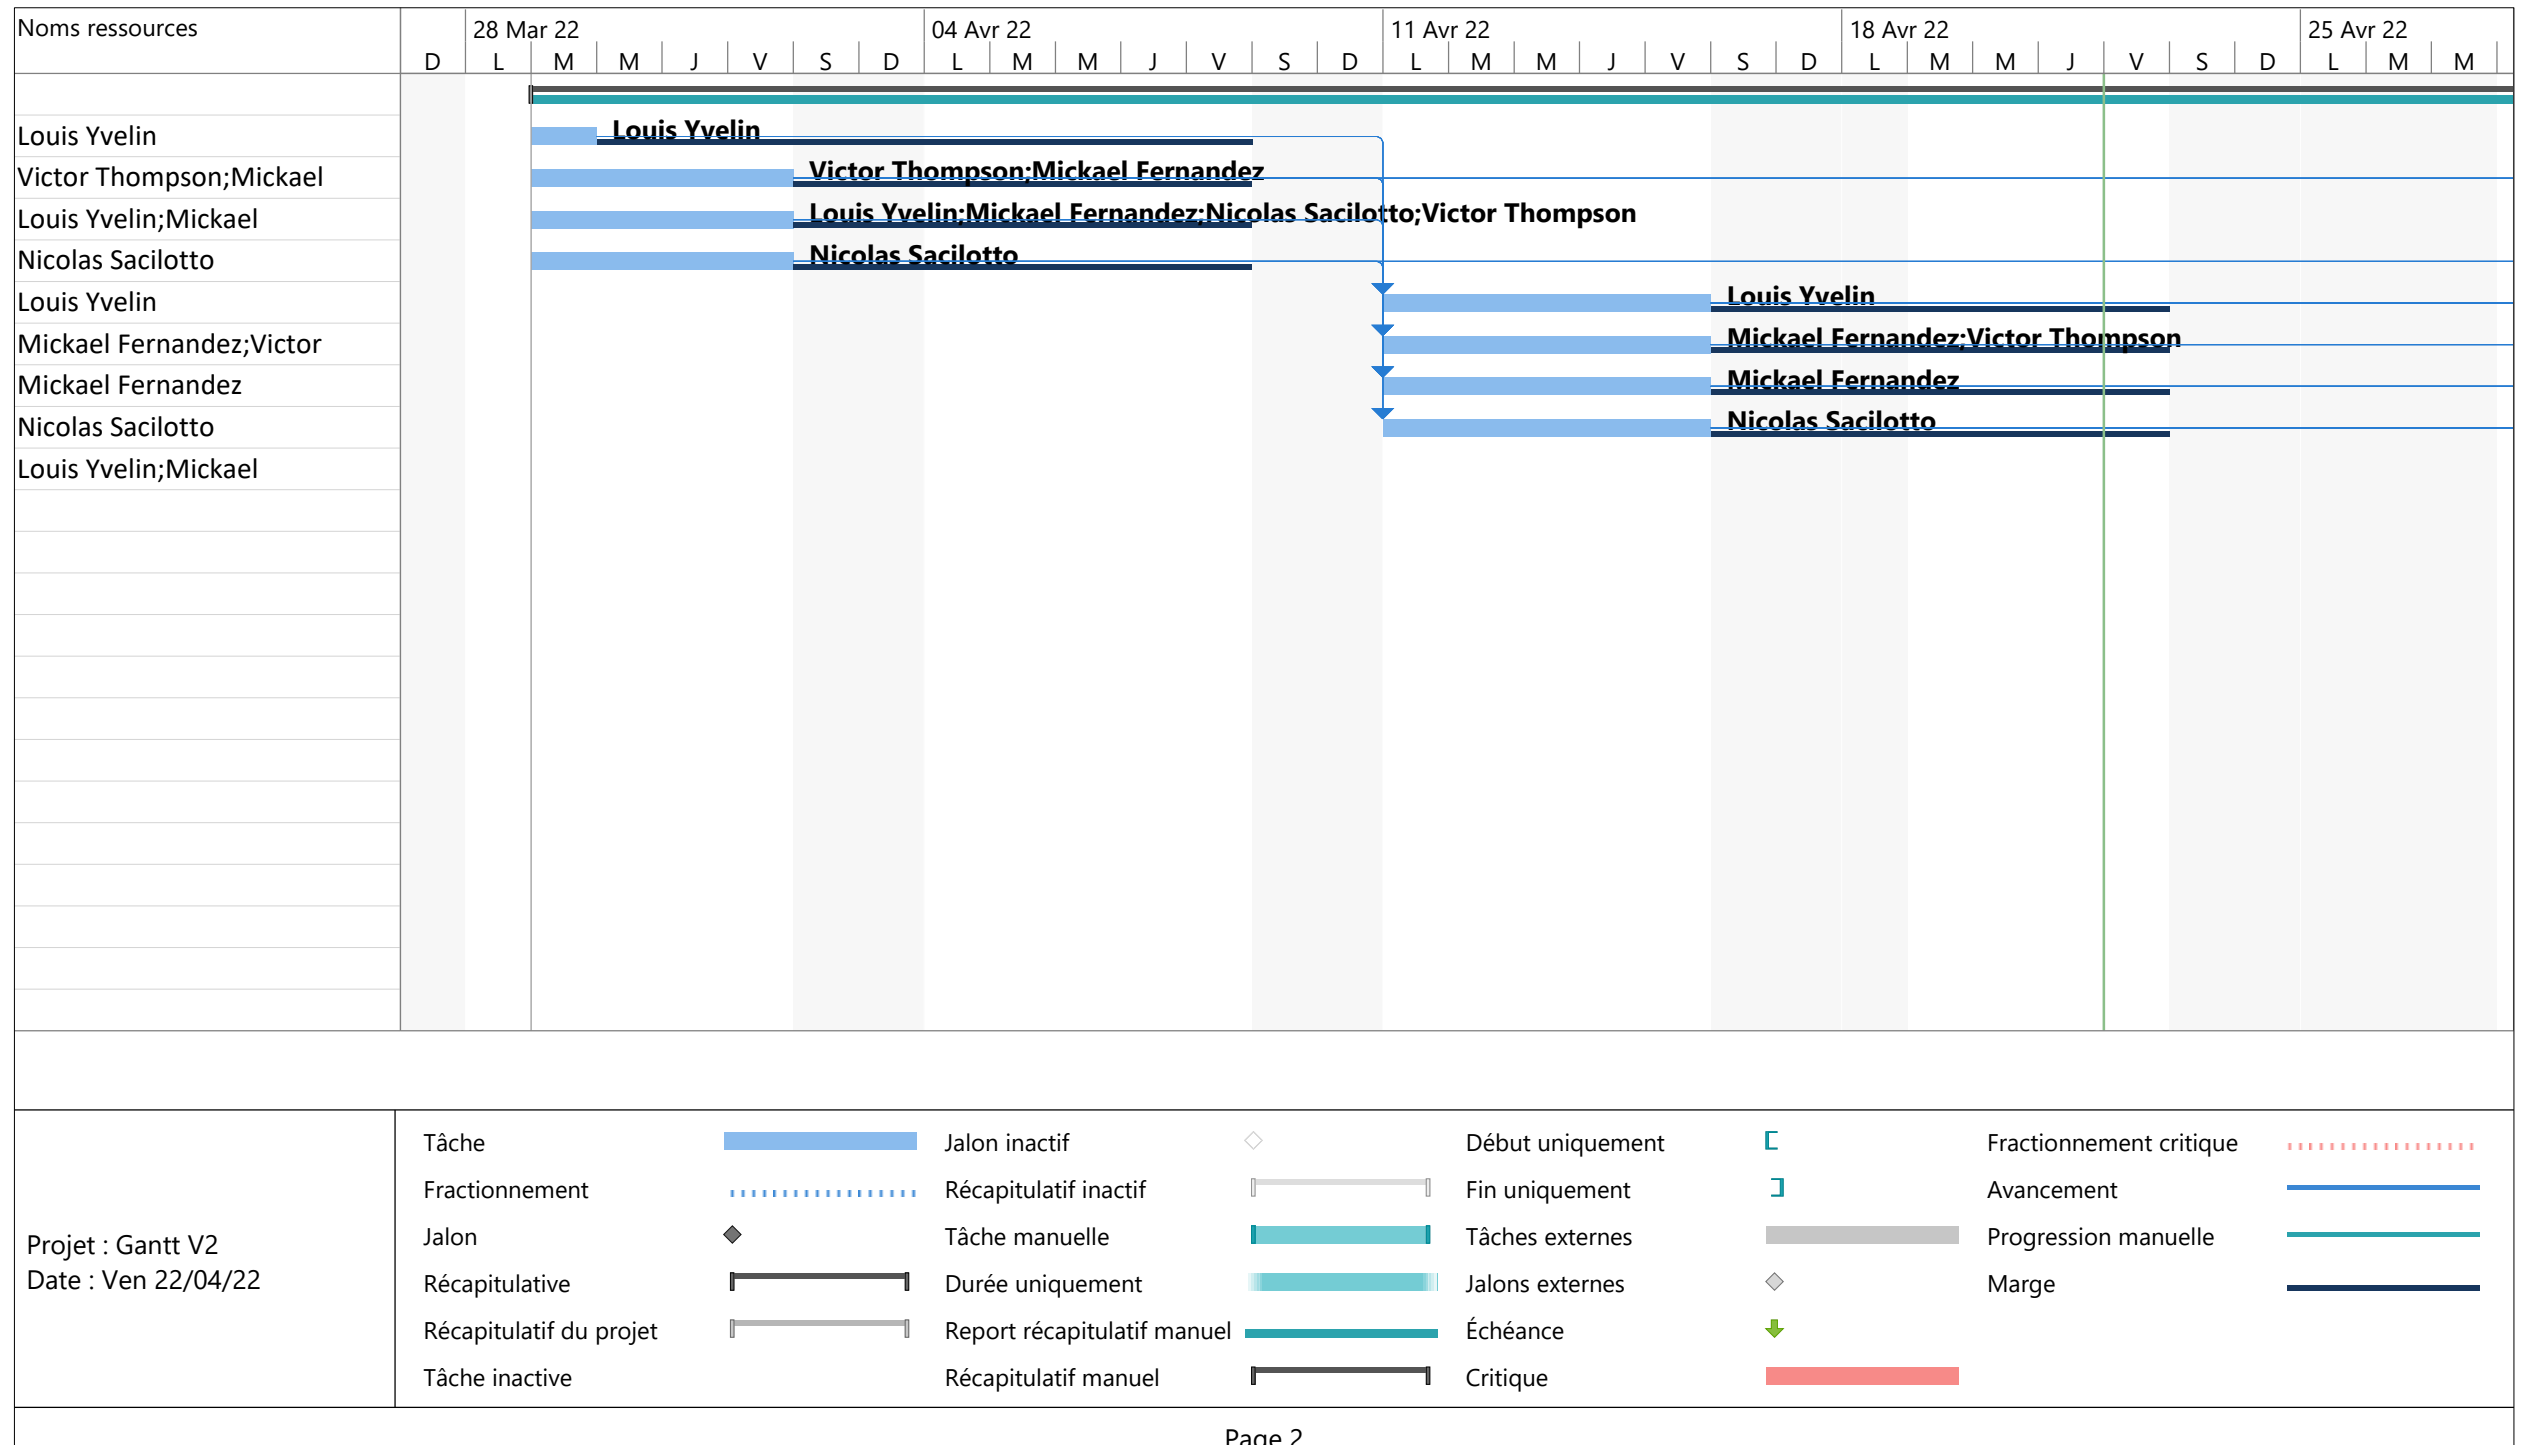 Noms ressources
28 Mar 22 04 Avr 22 11 Avr 22 18 Avr 22 25 Avr 22
D L M M J V S D L M M J V S D L M M J V S D L M M J V S D L M M
Louis Yvelin
Louis Yvelin
Victor Thompson;Mickael
Victor Thompson;Mickael Fernandez
Louis Yvelin;Mickael
Louis Yvelin;Mickael Fernandez;Nicolas Sacilotto;Victor Thompson
Nicolas Sacilotto
Nicolas Sacilotto
Louis Yvelin
Louis Yvelin
Mickael Fernandez;Victor
Mickael Fernandez;Victor Thompson
Mickael Fernandez
Mickael Fernandez
Nicolas Sacilotto
Nicolas Sacilotto
Louis Yvelin;Mickael
Projet : Gantt V2
Date : Ven 22/04/22
Tâche
Fractionnement
Jalon
Récapitulative
Récapitulatif du projet
Tâche inactive
Jalon inactif
Récapitulatif inactif
Tâche manuelle
Durée uniquement
Report récapitulatif manuel
Récapitulatif manuel
Début uniquement
Fin uniquement
Tâches externes
Jalons externes
Échéance
Critique
Fractionnement critique
Avancement
Progression manuelle
Marge
Page 2